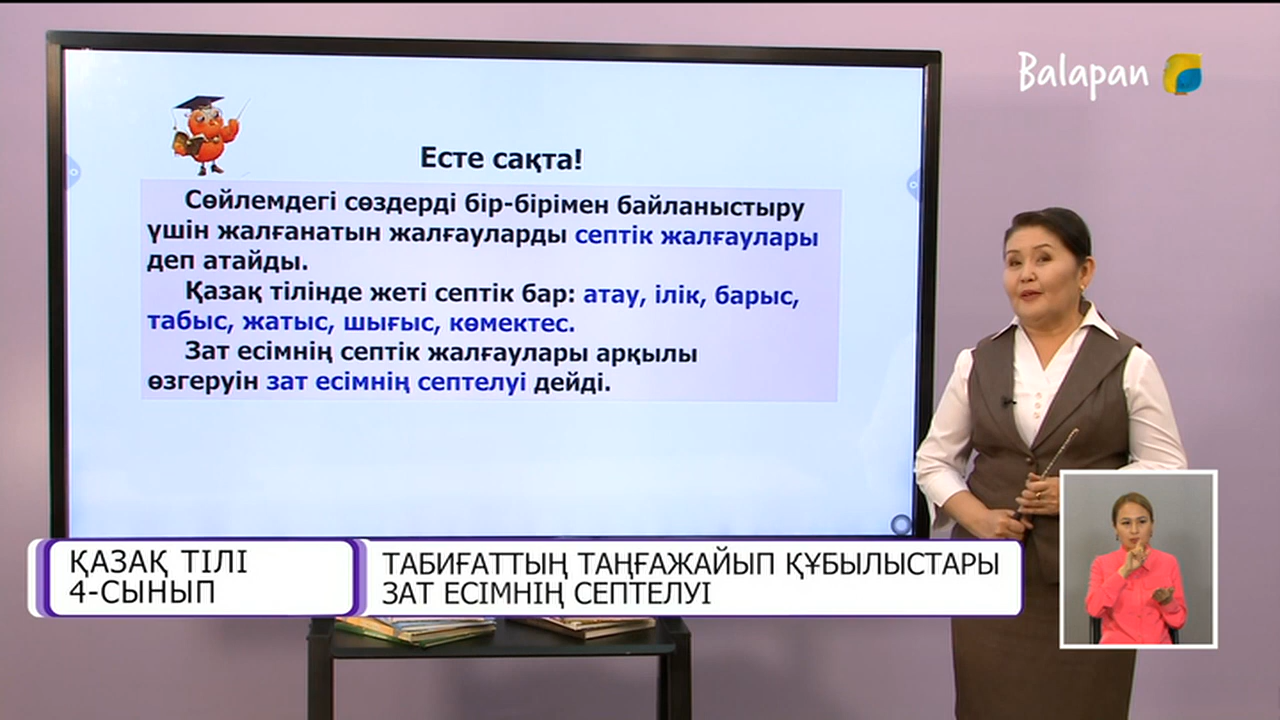 Balapan
Есте сақта!
Сөйлемдегі сөздерді бір-бірімен байланыстыру
үшін жалғанатын жалғауларды септік жалғаулары
деп атайды.
Қазақ тілінде жеті септік бар: атау, ілік, барыс,
табыс, жатыс, шығыс, көмектес.
Зат есімнің септік жалғаулары арқылы
өзгеруін зат есімнің септелуі дейді.
ҚАЗАҚ ТІЛІ
4-СЫНЫП
ТАБИҒАТТЫҢ ТАҢҒАЖАЙЫП ҚҰБЫЛЫСТАРЫ
ЗАТ ЕСІМНІҢ СЕПТЕЛУІ